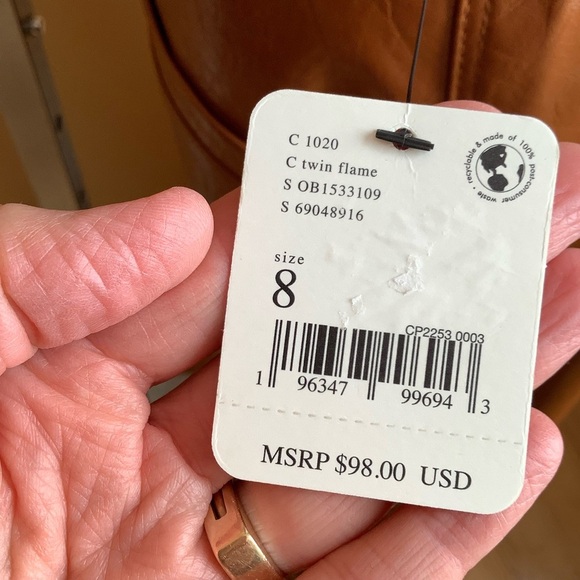 C 1020
C twin flame
S OB1533109
S 69048916
recyclable & made of 100% post-consumer waste
size
8
CP2253 0003
1 96347 99694 3
MSRP $98.00 USD